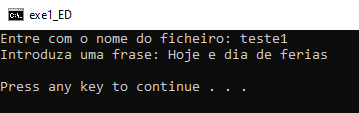 exe1_ED
Entre com o nome do ficheiro: teste1
Introduza uma frase: Hoje e dia de ferias
Press any key to continue . . .